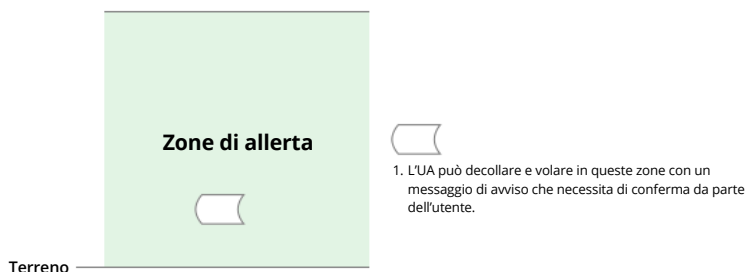 Zone di allerta
1. L'UA può decollare e volare in queste zone con un
messaggio di avviso che necessita di conferma da parte
dell'utente.
Terreno